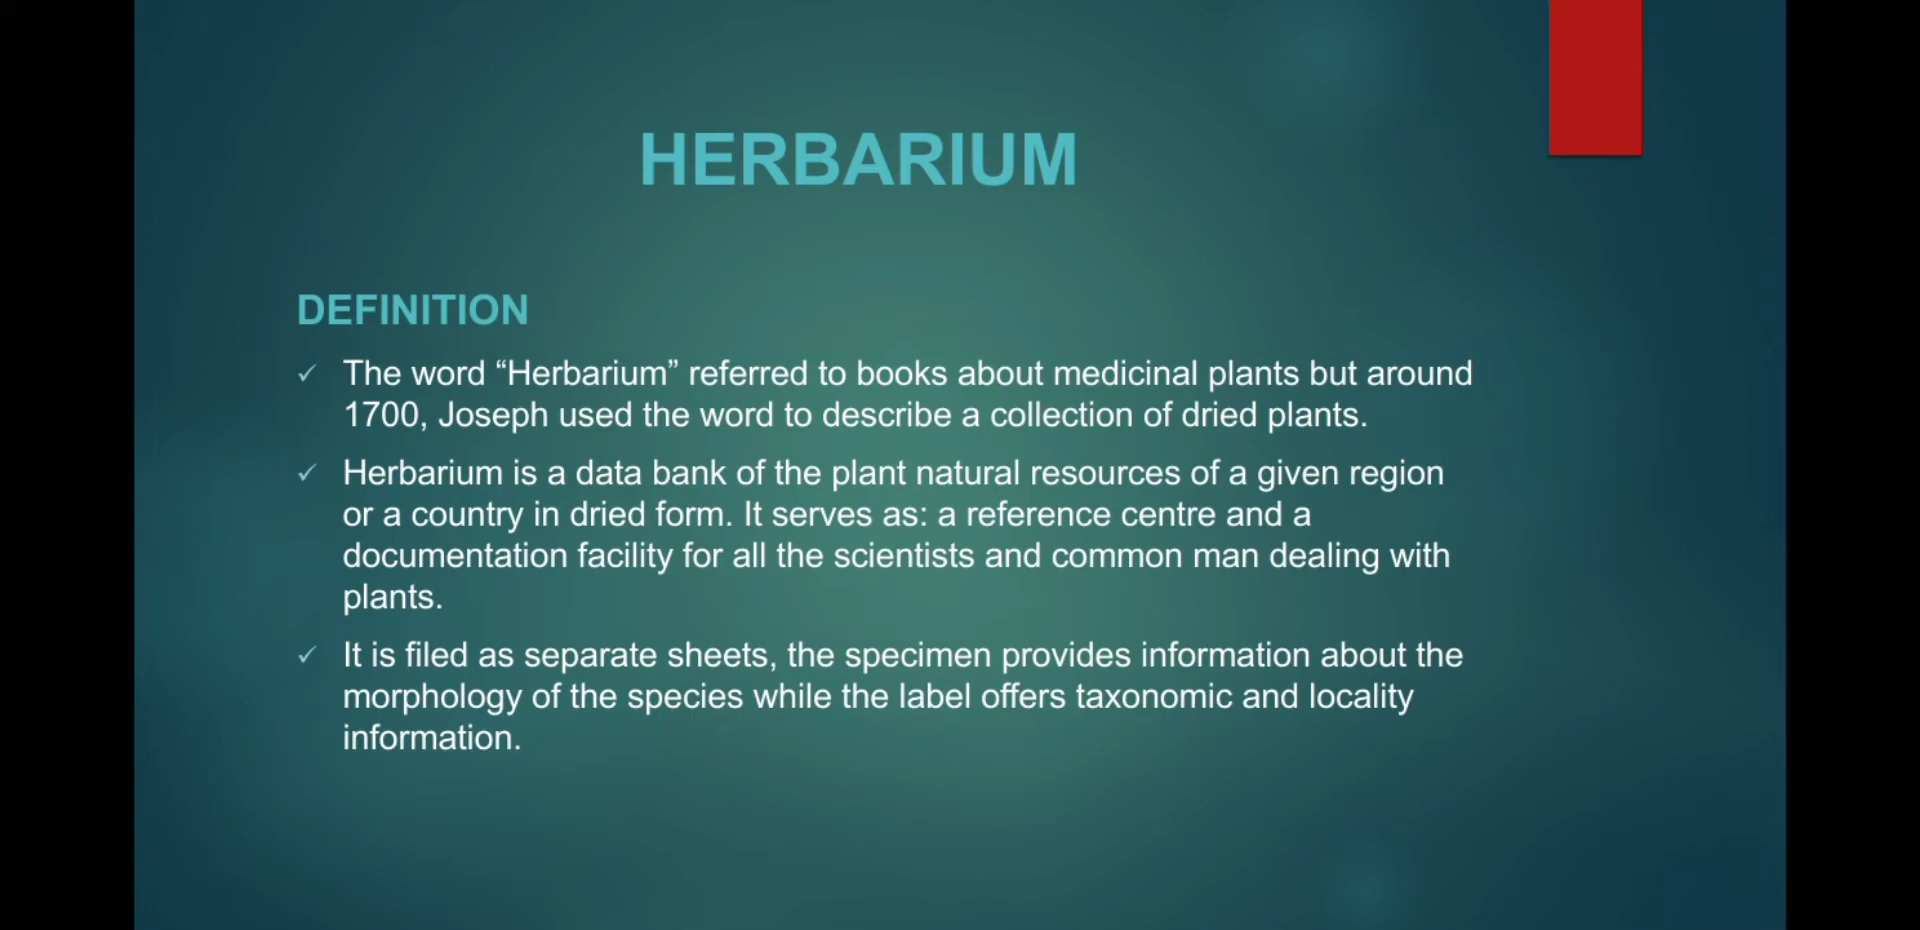 HERBARIUM
DEFINITION
✓ The word “Herbarium” referred to books about medicinal plants but around
1700, Joseph used the word to describe a collection of dried plants.
✓ Herbarium is a data bank of the plant natural resources of a given region
or a country in dried form. It serves as: a reference centre and a
documentation facility for all the scientists and common man dealing with
plants.
✓ It is filed as separate sheets, the specimen provides information about the
morphology of the species while the label offers taxonomic and locality
information.